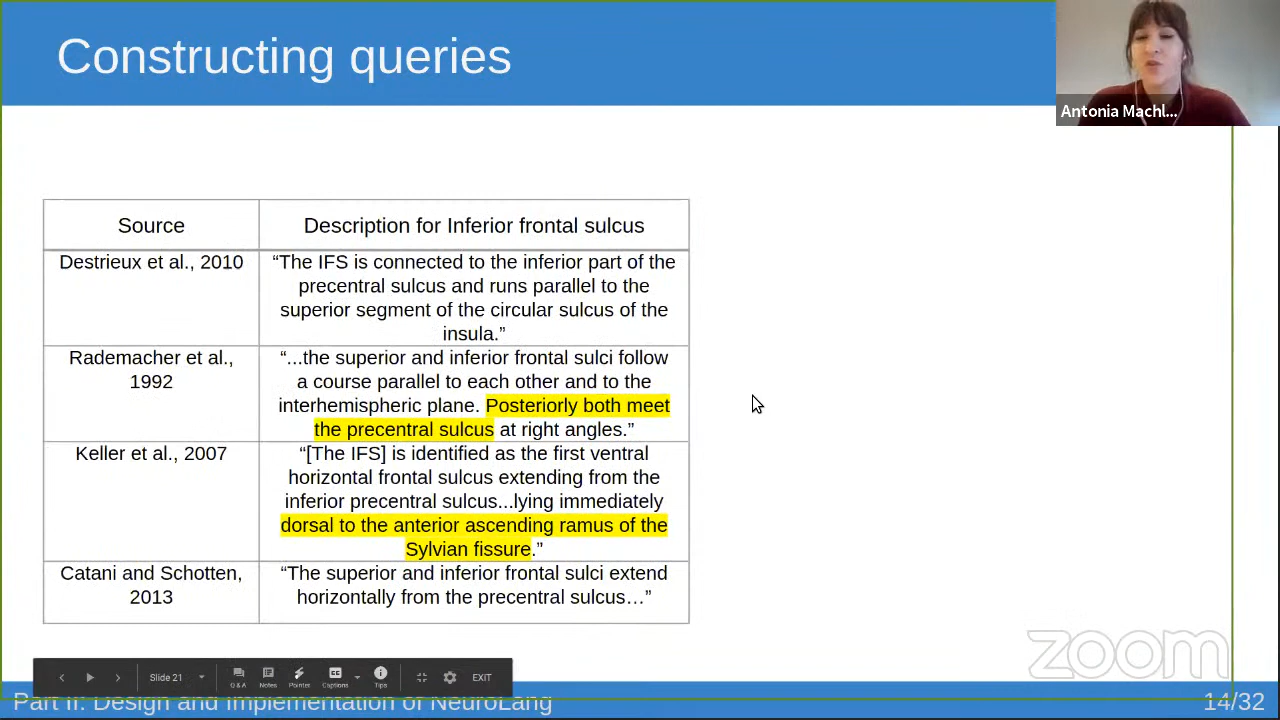 Constructing queries
Antonia Machl...
Source
Description for Inferior frontal sulcus
Destrieux et al., 2010
“The IFS is connected to the inferior part of the
precentral sulcus and runs parallel to the
superior segment of the circular sulcus of the
insula.”
Rademacher et al.,
1992
“...the superior and inferior frontal sulci follow
a course parallel to each other and to the
interhemispheric plane. Posteriorly both meet
the precentral sulcus at right angles.”
Keller et al., 2007
“[The IFS] is identified as the first ventral
horizontal frontal sulcus extending from the
inferior precentral sulcus...lying immediately
dorsal to the anterior ascending ramus of the
Sylvian fissure.”
Catani and Schotten,
2013
“The superior and inferior frontal sulci extend
horizontally from the precentral sulcus…”
zoom
Slide 21
Q & A
Notes
Pointer
Captions
Tips
EXIT
Part II: Design and Implementation of NeuroLang
14/32